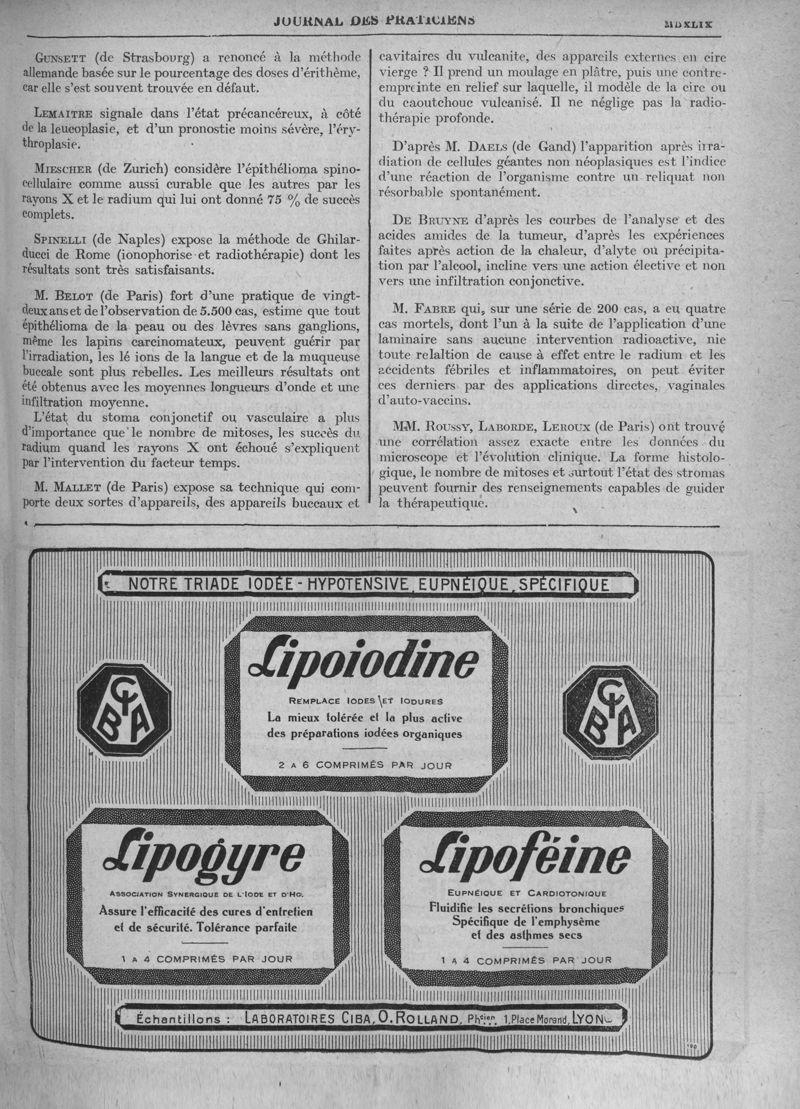 JOURNAL DES PRATICIENS
MDXLIX
GUNSETT (de Strasbourg) a renoncé à la méthode
allemande basée sur le pourcentage des doses d'érithème,
car elle s'est souvent trouvée en défaut.
LEMAITRE signale dans l'état précancéreux, à côté
de la leucoplasie, et d'un pronostic moins sévère, l'éry-
throplasie.
MIESCHER (de Zurich) considère l'épithélioma spino-
cellulaire comme aussi curable que les autres par les
rayons X et le radium qui lui ont donné 75 % de succès
complets.
SPINELLI (de Naples) expose la méthode de Ghilar-
ducci de Rome (ionophorise et radiothérapie) dont les
résultats sont très satisfaisants.
M. BELOT (de Paris) fort d'une pratique de vingt-
deux ans et de l'observation de 5.500 cas, estime que tout
épithélioma de la peau ou des lèvres sans ganglions,
même les lapins carcinomateux, peuvent guérir par
l'irradiation, les lé ions de la langue et de la muqueuse
buccale sont plus rebelles. Les meilleurs résultats ont
été obtenus avec les moyennes longueurs d'onde et une
infiltration moyenne.
L'état du stoma conjonctif ou vasculaire a plus
d'importance que le nombre de mitoses, les succès du
radium quand les rayons X ont échoué s'expliquent
par l'intervention du facteur temps.
M. MALLET (de Paris) expose sa technique qui com-
porte deux sortes d'appareils, des appareils buccaux et
cavitaires du vulcanite, des appareils externes en cire
vierge ? Il prend un moulage en plâtre, puis une contre-
empreinte en relief sur laquelle, il modèle de la cire ou
du caoutchouc vulcanisé. Il ne néglige pas la radio-
thérapie profonde.
D'après M. DAELS (de Gand) l'apparition après irra-
diation de cellules géantes non néoplasiques est l'indice
d'une réaction de l'organisme contre un reliquat non
résorbable spontanément.
DE BRUYNE d'après les courbes de l'analyse et des
acides amides de la tumeur, d'après les expériences
faites après action de la chaleur, d'alyte ou précipita-
tion par l'alcool, incline vers une action élective et non
vers une infiltration conjonctive.
M. FABRE qui, sur une série de 200 cas, a eu quatre
cas mortels, dont l'un à la suite de l'application d'une
laminaire sans aucune intervention radioactive, nie
toute relaltion de cause à effet entre le radium et les
accidents fébriles et inflammatoires, on peut éviter
ces derniers par des applications directes, vaginales
d'auto-vaccins.
MM. ROUSSY, LABORDE, LEROUX (de Paris) ont trouvé
une corrélation assez exacte entre les données du
microscope et l'évolution clinique. La forme histolo-
gique, le nombre de mitoses et surtout l'état des stromas
peuvent fournir des renseignements capables de guider
la thérapeutique.
NOTRE TRIADE IODÉE - HYPOTENSIVE, EUPNÉIQUE, SPÉCIFIQUE
Lipoiodine
REMPLACE IODES ET IODURES
La mieux tolérée et la plus active
des préparations iodées organiques
2 A 6 COMPRIMÉS PAR JOUR
CIBA
CIBA
Lipogyre
ASSOCIATION SYNERGIQUE DE L'IODE ET D'HG.
Assure l'efficacité des cures d'entretien
et de sécurité. Tolérance parfaite
1 A 4 COMPRIMÉS PAR JOUR
Lipoféine
EUPNÉIQUE ET CARDIOTONIQUE
Fluidifie les secrétions bronchiques
Spécifique de l'emphysème
et des asthmes secs
1 A 4 COMPRIMÉS PAR JOUR
Échantillons : LABORATOIRES CIBA, O. ROLLAND, Phcien, 1, Place Morand, LYON